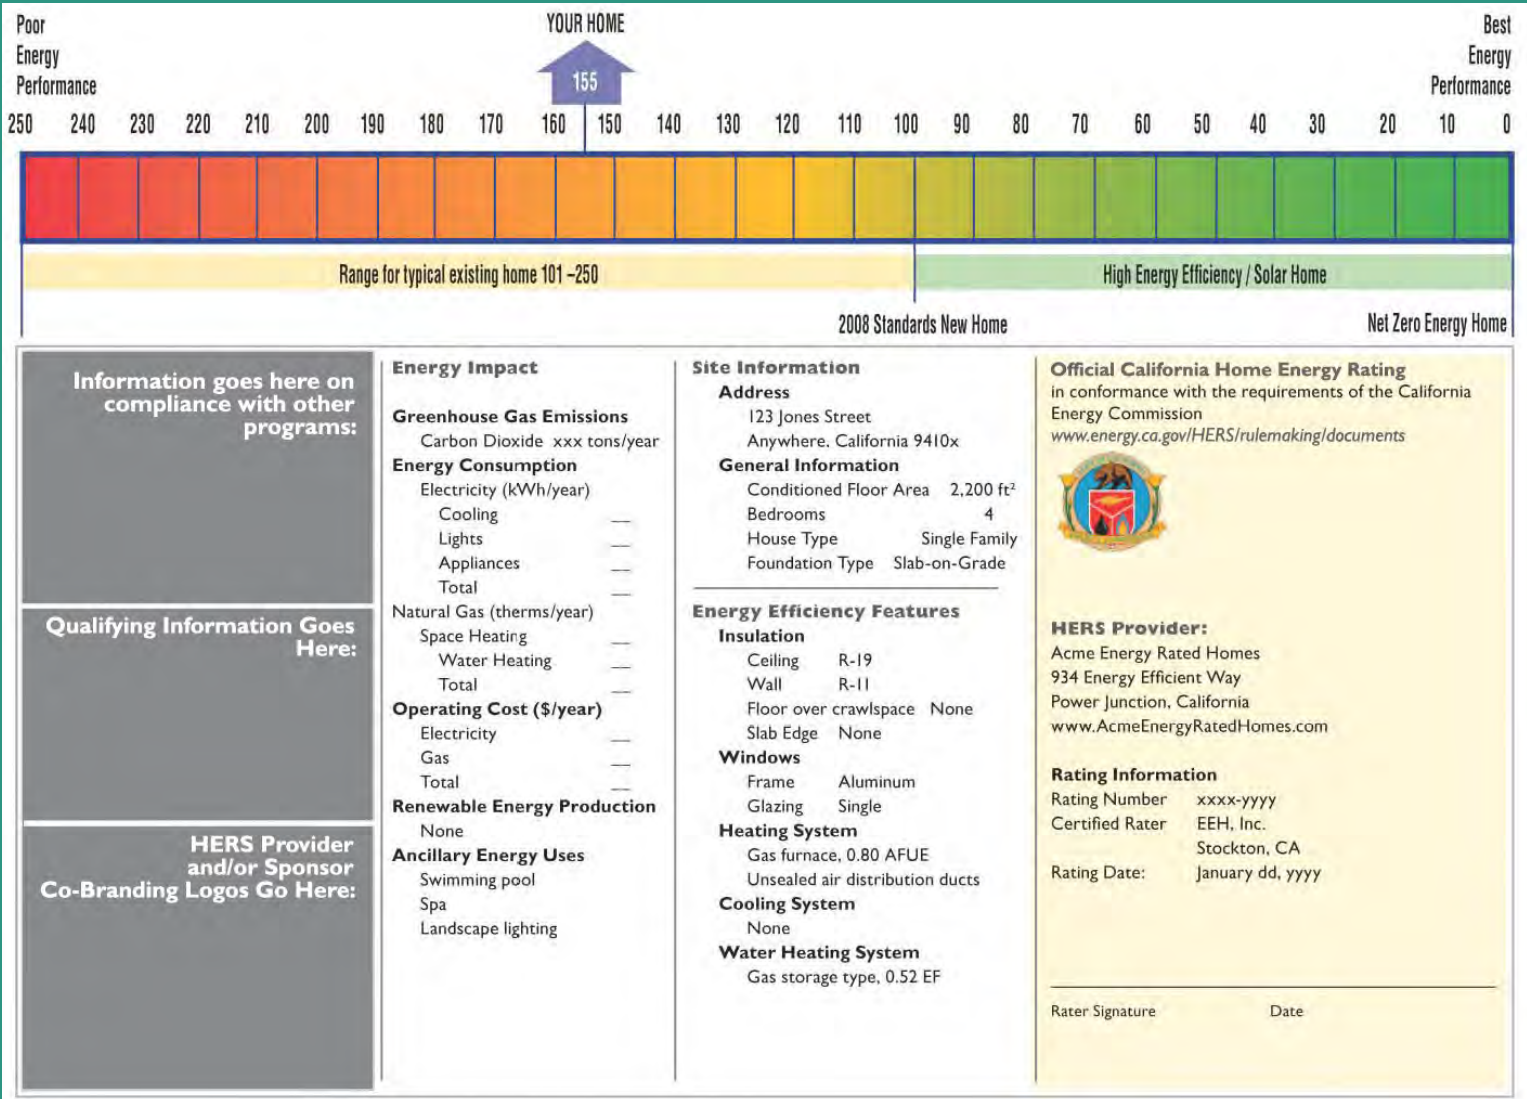 Poor
Energy
Performance
YOUR HOME
155
Best
Energy
Performance
250 240 230 220 210 200 190 180 170 160 150 140 130 120 110 100 90 80 70 60 50 40 30 20 10 0
Range for typical existing home 101 –250
High Energy Efficiency / Solar Home
2008 Standards New Home
Net Zero Energy Home
Information goes here on
compliance with other
programs:
Qualifying Information Goes
Here:
HERS Provider
and/or Sponsor
Co-Branding Logos Go Here:
Energy Impact
Greenhouse Gas Emissions
Carbon Dioxide xxx tons/year
Energy Consumption
Electricity (kWh/year)
Cooling __
Lights __
Appliances __
Total __
Natural Gas (therms/year)
Space Heating __
Water Heating __
Total __
Operating Cost ($/year)
Electricity __
Gas __
Total __
Renewable Energy Production
None
Ancillary Energy Uses
Swimming pool
Spa
Landscape lighting
Site Information
Address
123 Jones Street
Anywhere, California 9410x
General Information
Conditioned Floor Area 2,200 ft²
Bedrooms 4
House Type Single Family
Foundation Type Slab-on-Grade
Energy Efficiency Features
Insulation
Ceiling R-19
Wall R-11
Floor over crawlspace None
Slab Edge None
Windows
Frame Aluminum
Glazing Single
Heating System
Gas furnace, 0.80 AFUE
Unsealed air distribution ducts
Cooling System
None
Water Heating System
Gas storage type, 0.52 EF
Official California Home Energy Rating
in conformance with the requirements of the California
Energy Commission
www.energy.ca.gov/HERS/rulemaking/documents
HERS Provider:
Acme Energy Rated Homes
934 Energy Efficient Way
Power Junction, California
www.AcmeEnergyRatedHomes.com
Rating Information
Rating Number xxxx-yyyy
Certified Rater EEH, Inc.
Stockton, CA
Rating Date: January dd, yyyy
Rater Signature Date